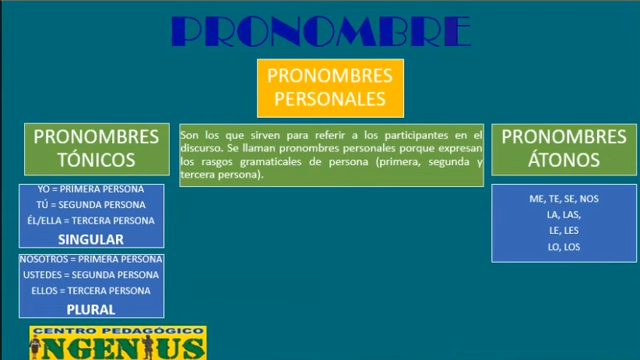 PRONOMBRE
PRONOMBRES
PERSONALES
PRONOMBRES
TÓNICOS
Son los que sirven para referir a los participantes en el
discurso. Se llaman pronombres personales porque expresan
los rasgos gramaticales de persona (primera, segunda y
tercera persona).
PRONOMBRES
ÁTONOS
YO = PRIMERA PERSONA
TÚ = SEGUNDA PERSONA
ÉL/ELLA = TERCERA PERSONA
SINGULAR
NOSOTROS = PRIMERA PERSONA
USTEDES = SEGUNDA PERSONA
ELLOS = TERCERA PERSONA
PLURAL
ME, TE, SE, NOS
LA, LAS,
LE, LES
LO, LOS
CENTRO PEDAGÓGICO
INGENIUS